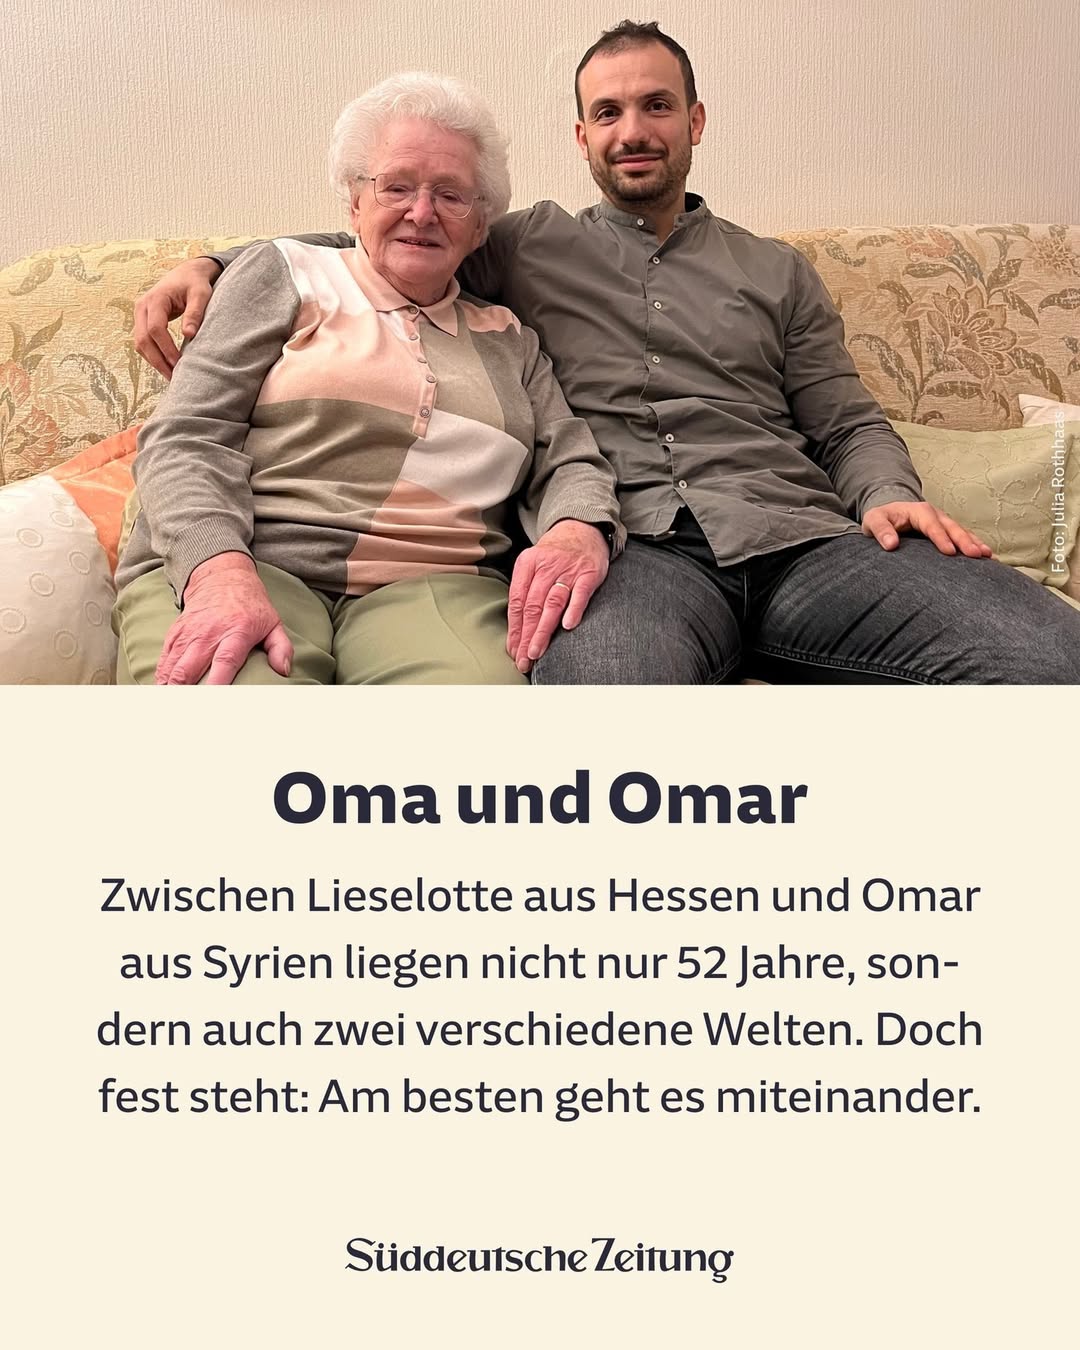 Foto: Julia Rothhaas
Oma und Omar
Zwischen Lieselotte aus Hessen und Omar
aus Syrien liegen nicht nur 52 Jahre, son-
dern auch zwei verschiedene Welten. Doch
fest steht: Am besten geht es miteinander.
Süddeutsche Zeitung